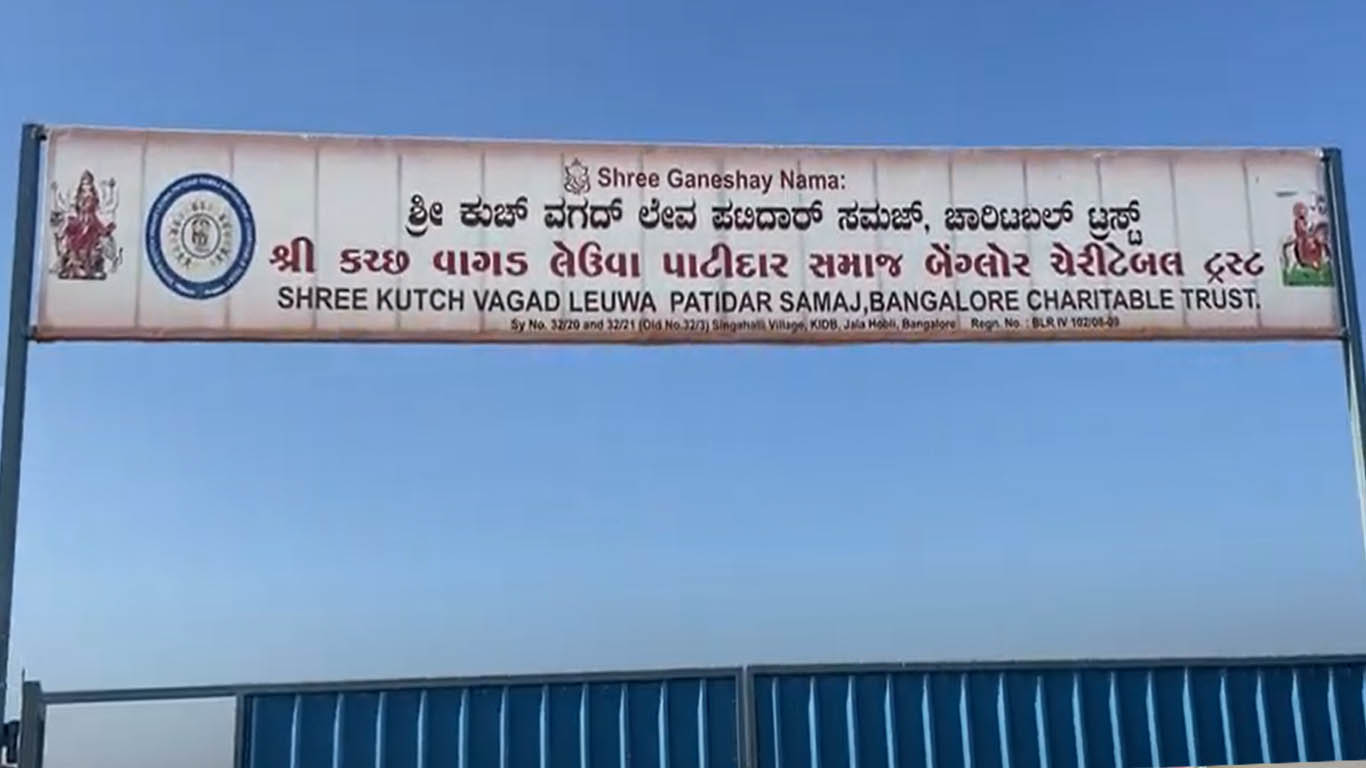 Shree Ganeshay Nama:
ಶ್ರೀ ಕುಚ್ ವಗದ್ ಲೇವ ಪಟಿದಾರ್ ಸಮಜ್, ಚಾರಿಟಬಲ್ ಟ್ರಸ್ಟ್
શ્રી કચ્છ વાગડ લેઉવા પાટીદાર સમાજ બેંગ્લોર ચેરીટેબલ ટ્રસ્ટ
SHREE KUTCH VAGAD LEUWA PATIDAR SAMAJ,BANGALORE CHARITABLE TRUST.
Sy No. 32/20 and 32/21 (Old No.32/3) Singahalli Village, KIDB, Jala Hobli, Bangalore Regn. No. : BLR IV 102/08-09